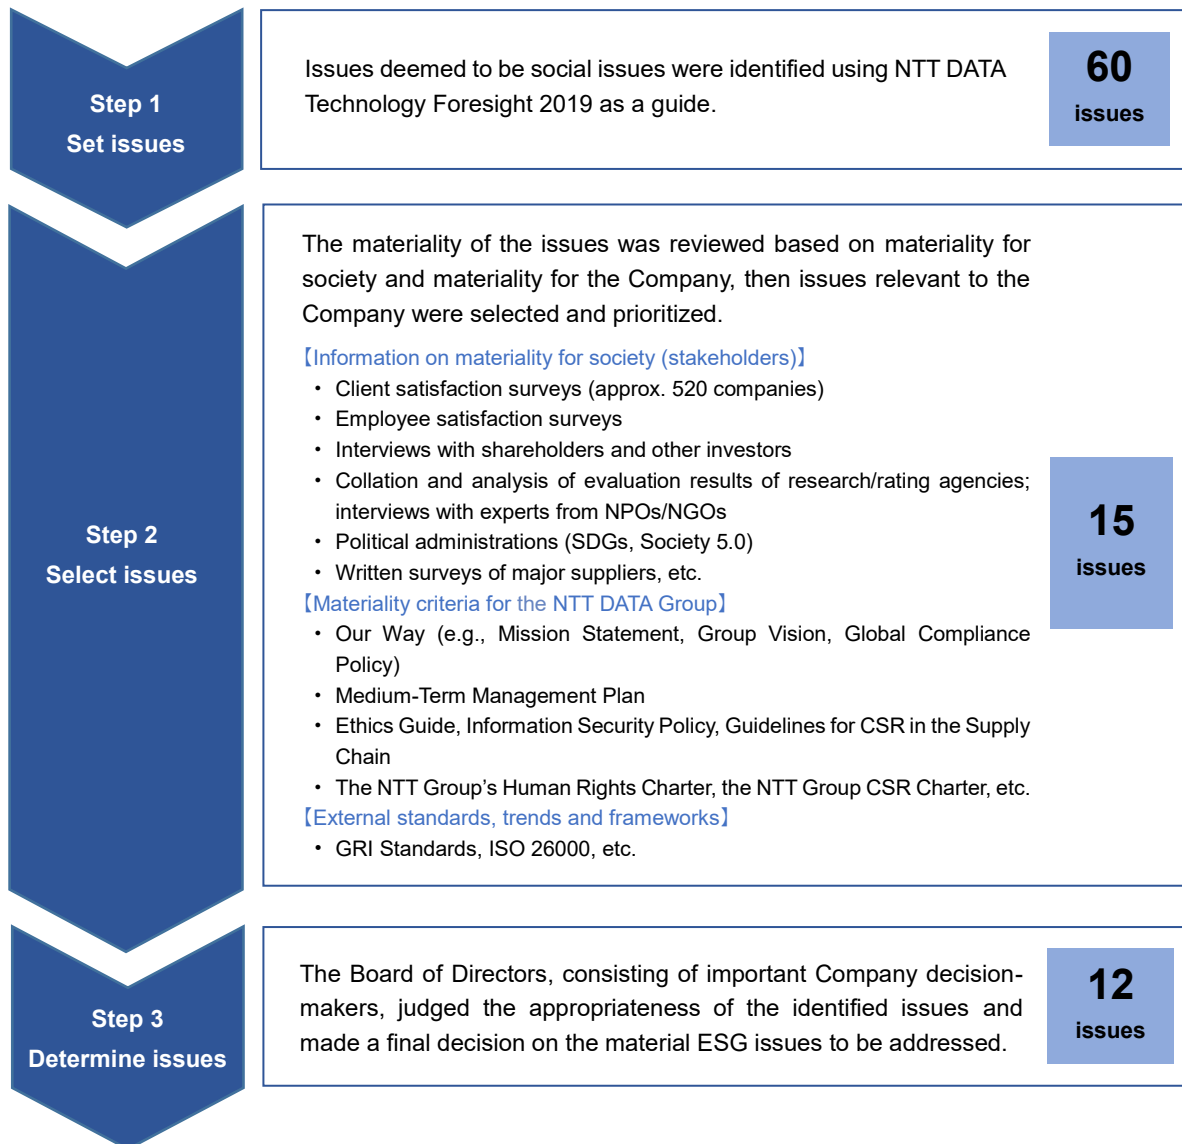 Step 1
Set issues
Issues deemed to be social issues were identified using NTT DATA
Technology Foresight 2019 as a guide.
60
issues
Step 2
Select issues
The materiality of the issues was reviewed based on materiality for
society and materiality for the Company, then issues relevant to the
Company were selected and prioritized.
【Information on materiality for society (stakeholders)】
・ Client satisfaction surveys (approx. 520 companies)
・ Employee satisfaction surveys
・ Interviews with shareholders and other investors
・ Collation and analysis of evaluation results of research/rating agencies;
interviews with experts from NPOs/NGOs
・ Political administrations (SDGs, Society 5.0)
・ Written surveys of major suppliers, etc.
【Materiality criteria for the NTT DATA Group】
・ Our Way (e.g., Mission Statement, Group Vision, Global Compliance
Policy)
・ Medium-Term Management Plan
・ Ethics Guide, Information Security Policy, Guidelines for CSR in the Supply
Chain
・ The NTT Group's Human Rights Charter, the NTT Group CSR Charter, etc.
【External standards, trends and frameworks】
・ GRI Standards, ISO 26000, etc.
15
issues
Step 3
Determine issues
The Board of Directors, consisting of important Company decision-
makers, judged the appropriateness of the identified issues and
made a final decision on the material ESG issues to be addressed.
12
issues